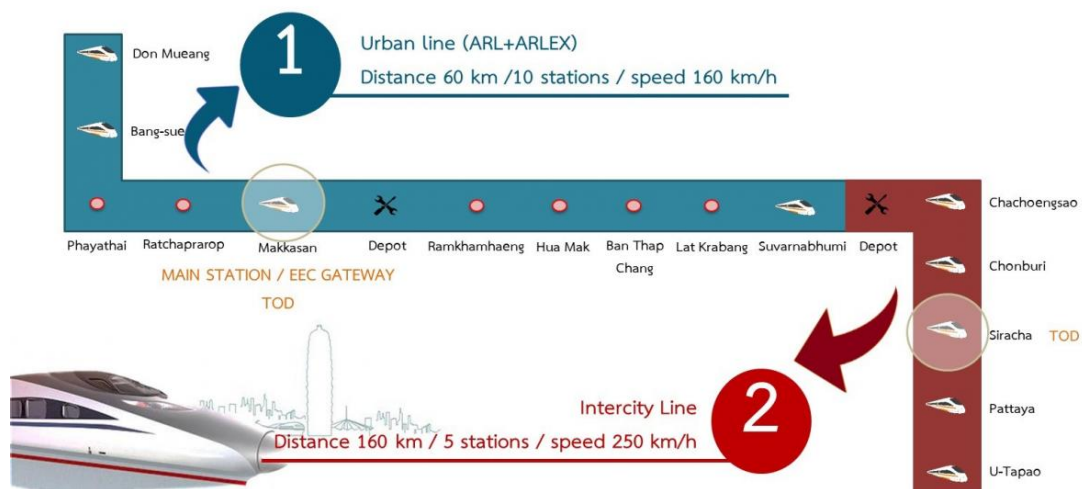 Don Mueang
Bang-sue
1
Urban line (ARL+ARLEX)
Distance 60 km /10 stations / speed 160 km/h
Phayathai
Ratchaprarop
Makkasan
Depot
Ramkhamhaeng
Hua Mak
Ban Thap
Chang
Lat Krabang
Suvarnabhumi
Depot
MAIN STATION / EEC GATEWAY
TOD
Chachoengsao
Chonburi
Siracha TOD
Pattaya
U-Tapao
Intercity Line
Distance 160 km / 5 stations / speed 250 km/h
2